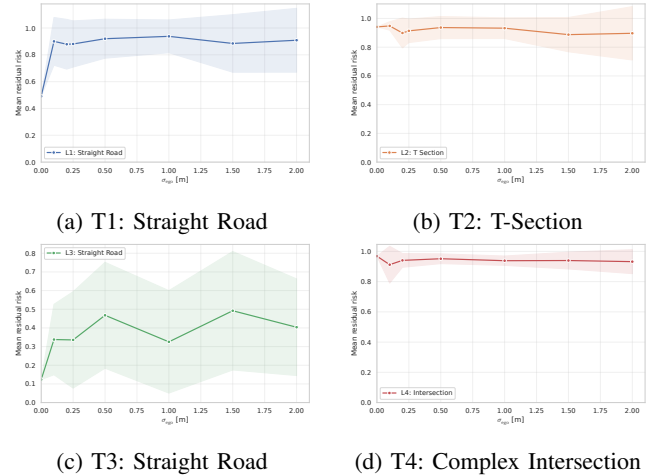 Mean residual risk
1.0
0.8
0.6
0.4
0.2
0.0
L1: Straight Road
0.00 0.25 0.50 0.75 1.00 1.25 1.50 1.75 2.00
σego [m]
(a) T1: Straight Road
Mean residual risk
1.0
0.8
0.6
0.4
0.2
0.0
L2: T Section
0.00 0.25 0.50 0.75 1.00 1.25 1.50 1.75 2.00
σego [m]
(b) T2: T-Section
Mean residual risk
0.8
0.7
0.6
0.5
0.4
0.3
0.2
0.1
0.0
L3: Straight Road
0.00 0.25 0.50 0.75 1.00 1.25 1.50 1.75 2.00
σego [m]
(c) T3: Straight Road
Mean residual risk
1.0
0.8
0.6
0.4
0.2
0.0
L4: Intersection
0.00 0.25 0.50 0.75 1.00 1.25 1.50 1.75 2.00
σego [m]
(d) T4: Complex Intersection